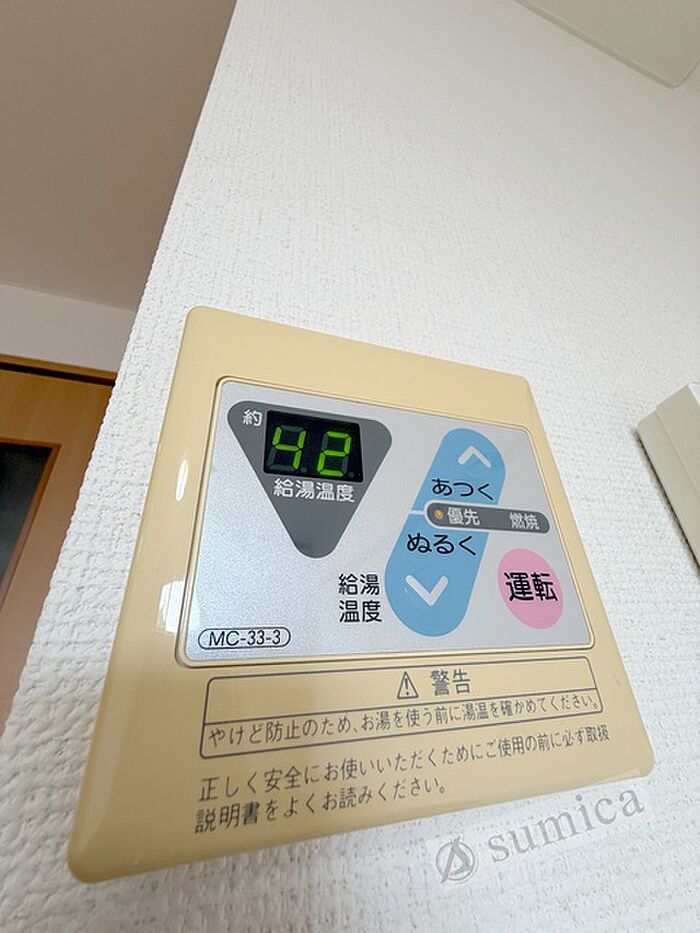 約
42
給湯温度
あつく
優先 燃焼
ぬるく
給湯
温度
運転
MC-33-3
警告
やけど防止のため、お湯を使う前に湯温を確かめてください。
正しく安全にお使いいただくためにご使用の前に必ず取扱
説明書をよくお読みください。
sumica